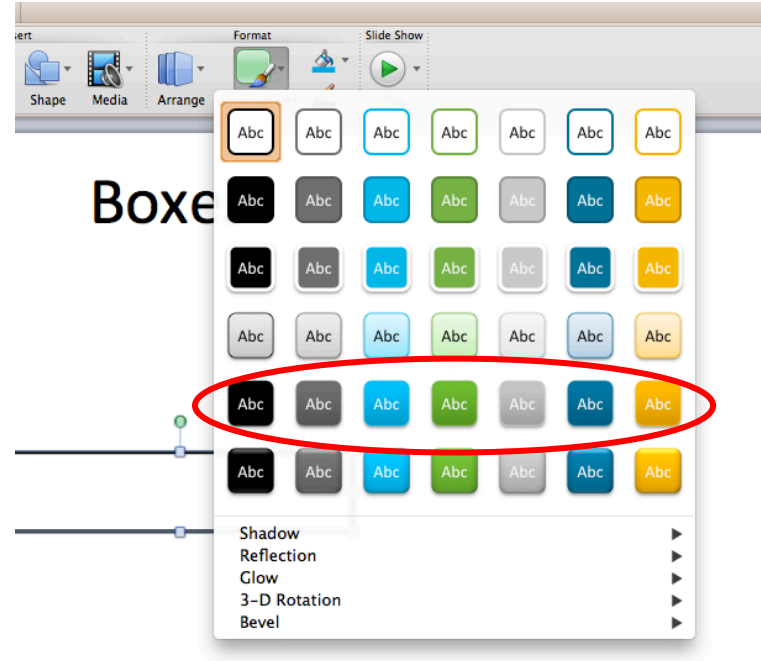 ert Format Slide Show
Shape Media Arrange
Boxe
Abc Abc Abc Abc Abc Abc Abc
Abc Abc Abc Abc Abc Abc Abc
Abc Abc Abc Abc Abc Abc Abc
Abc Abc Abc Abc Abc Abc Abc
Abc Abc Abc Abc Abc Abc Abc
Abc Abc Abc Abc Abc Abc Abc
Shadow
Reflection
Glow
3-D Rotation
Bevel